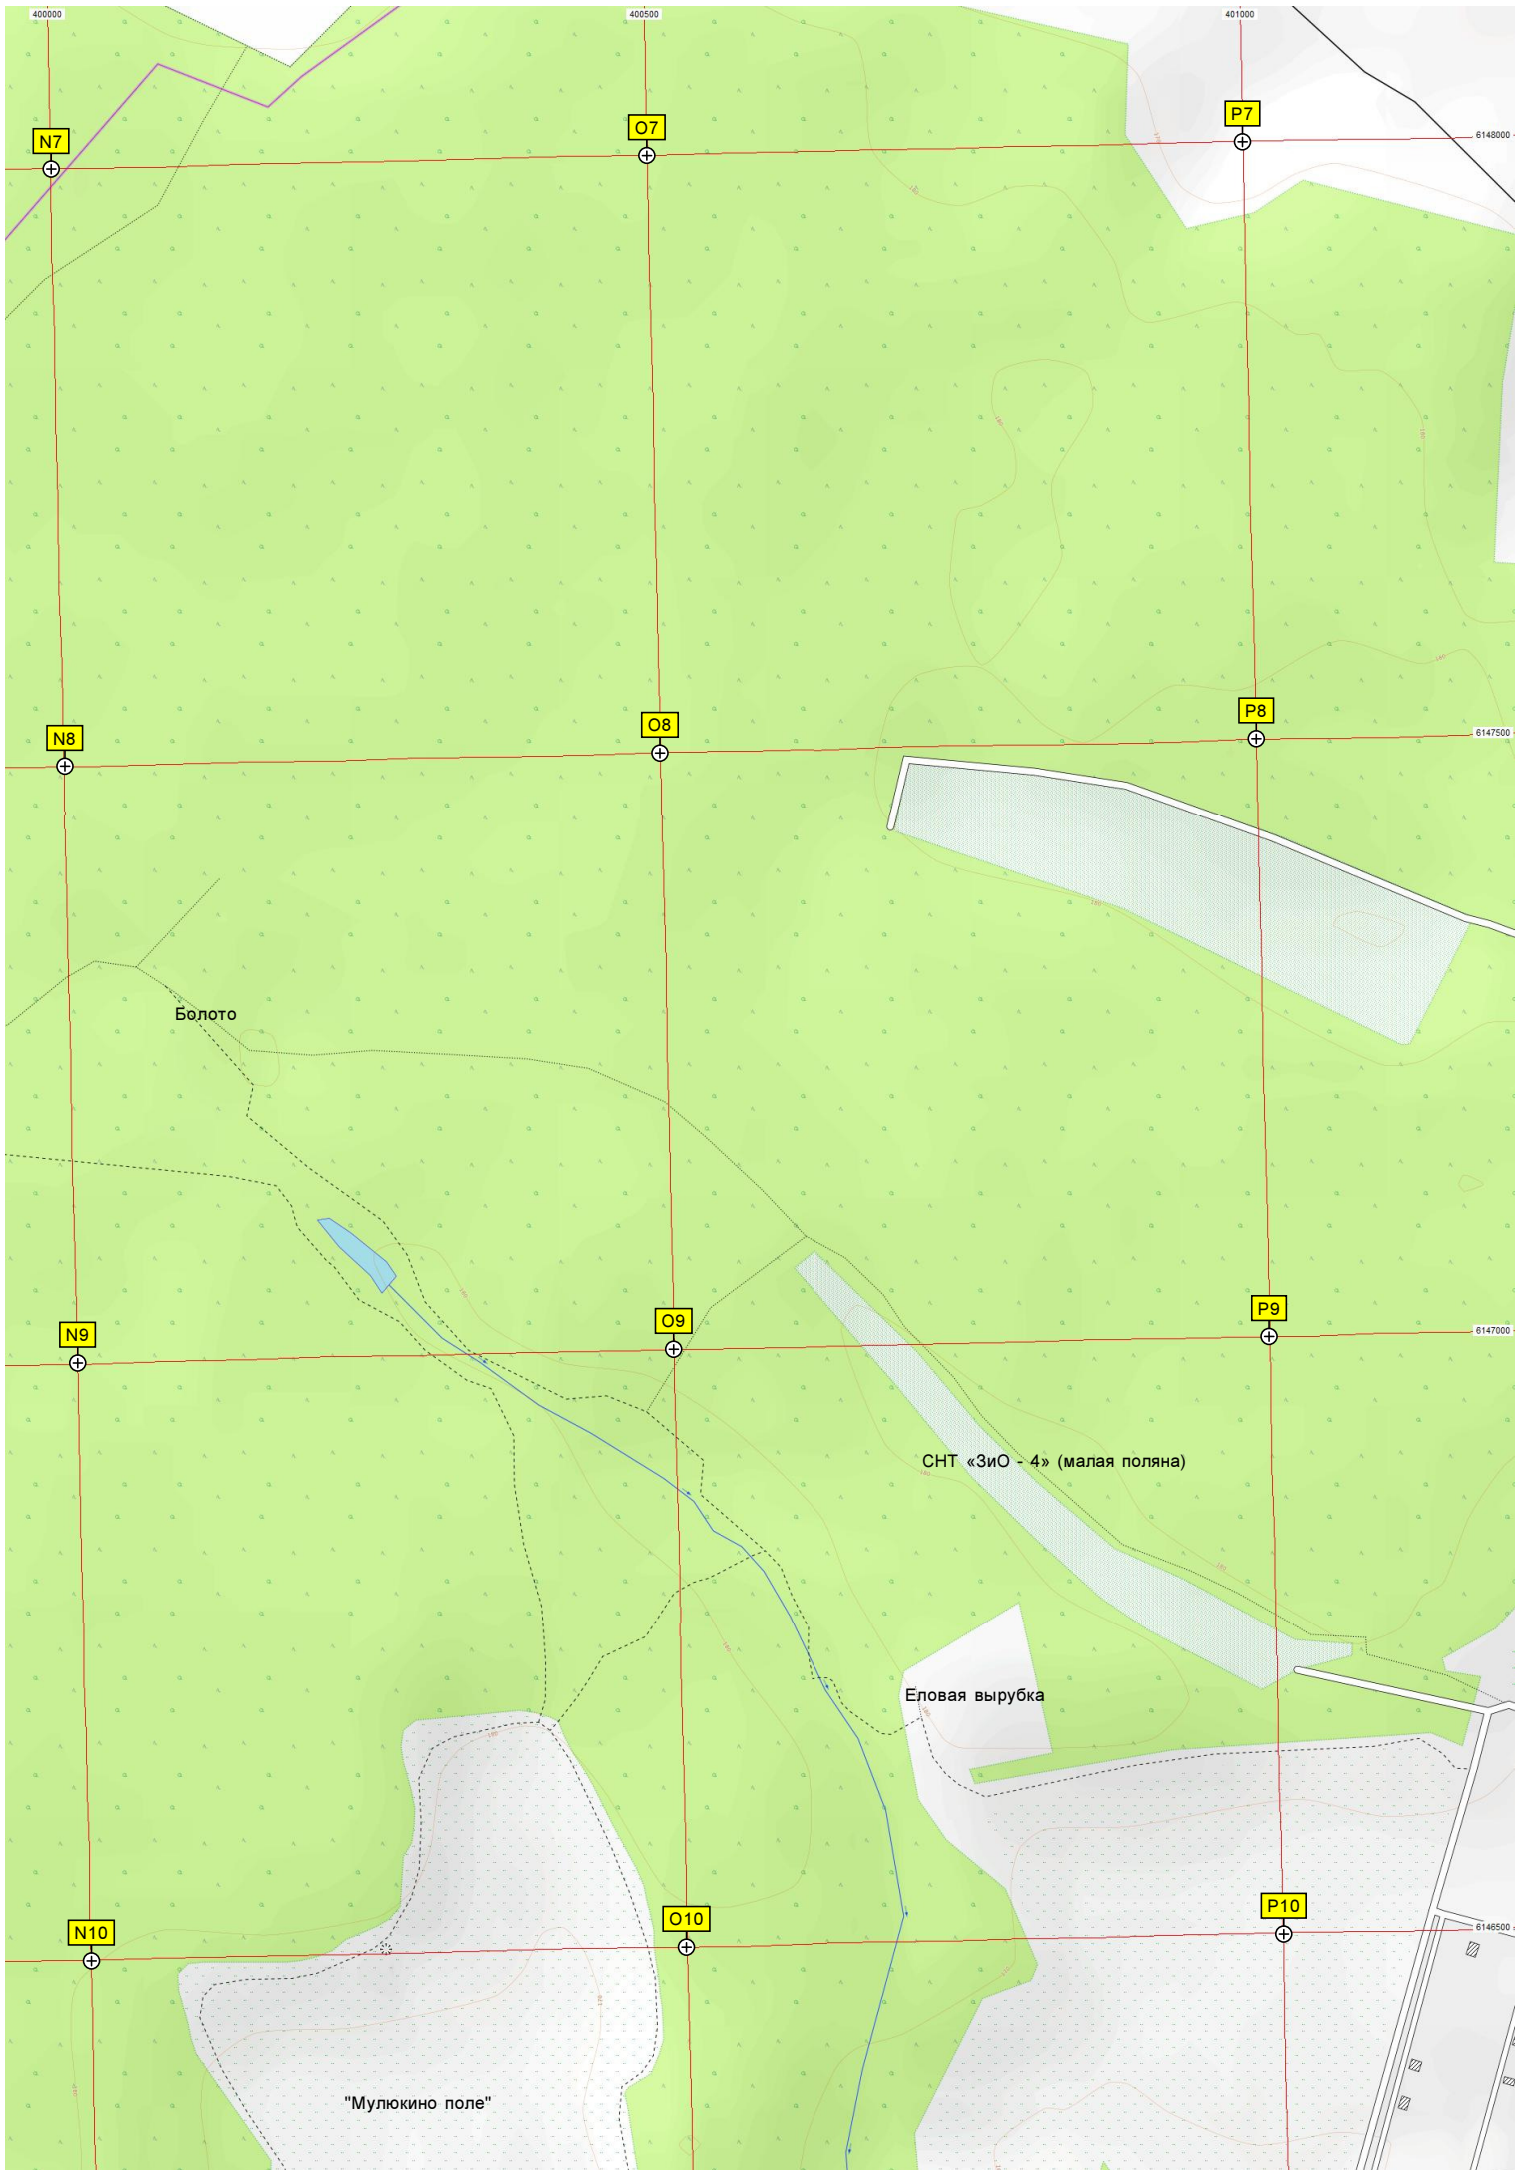 400000
400500
401000
P7
O7
6148000
N7
P8
O8
6147500
N8
Болото
P9
6147000
O9
N9
СНТ «ЗиО - 4» (малая поляна)
Еловая вырубка
P10
O10
6146500
N10
"Мулюкино поле"